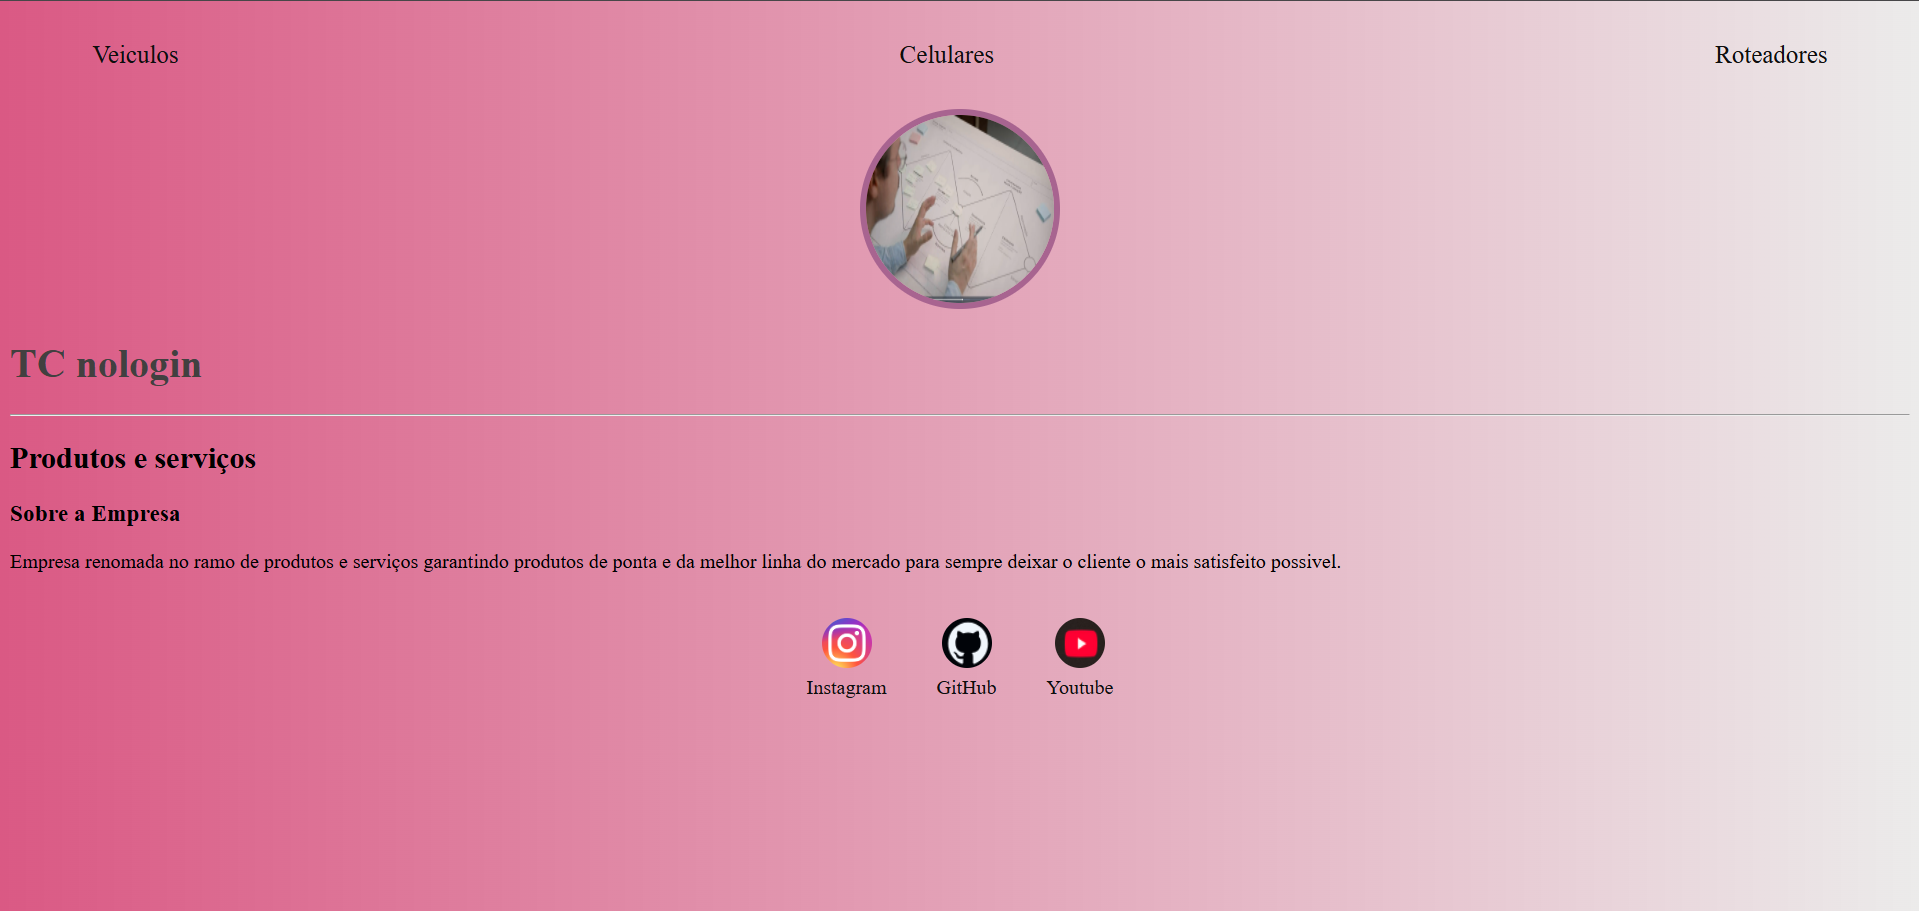 Veiculos
Celulares
Roteadores
TC nologin
Produtos e serviços
Sobre a Empresa
Empresa renomada no ramo de produtos e serviços garantindo produtos de ponta e da melhor linha do mercado para sempre deixar o cliente o mais satisfeito possivel.
Instagram
GitHub
Youtube